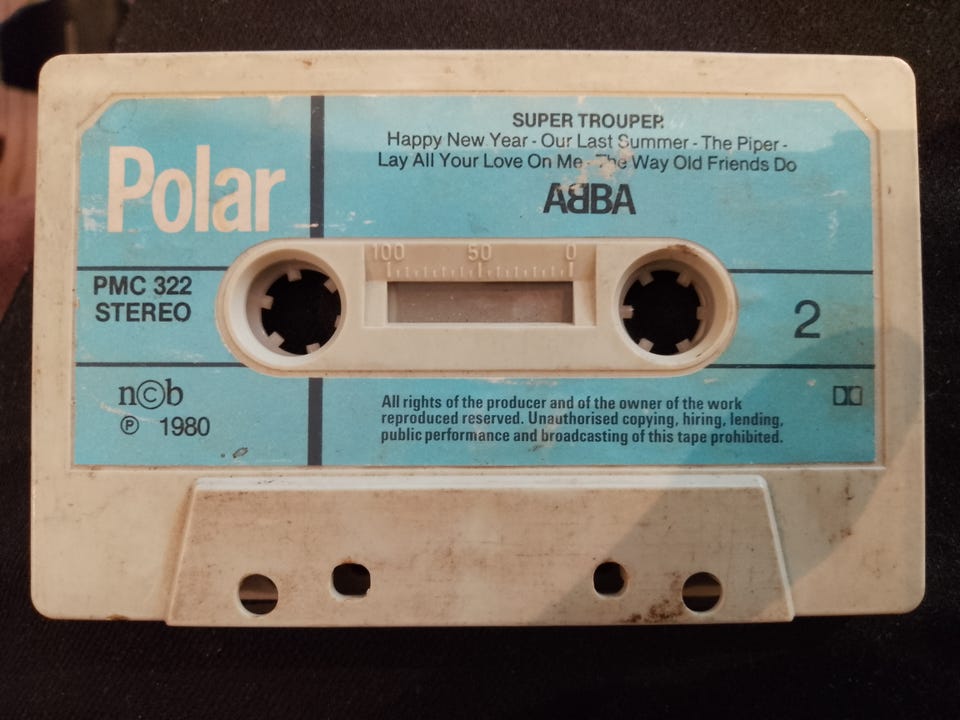 SUPER TROUPER
Happy New Year - Our Last Summer - The Piper -
Lay All Your Love On Me - The Way Old Friends Do
ABBA
Polar
100 50 0
PMC 322
STEREO
2
n©b
℗ 1980
All rights of the producer and of the owner of the work
reproduced reserved. Unauthorised copying, hiring, lending,
public performance and broadcasting of this tape prohibited.